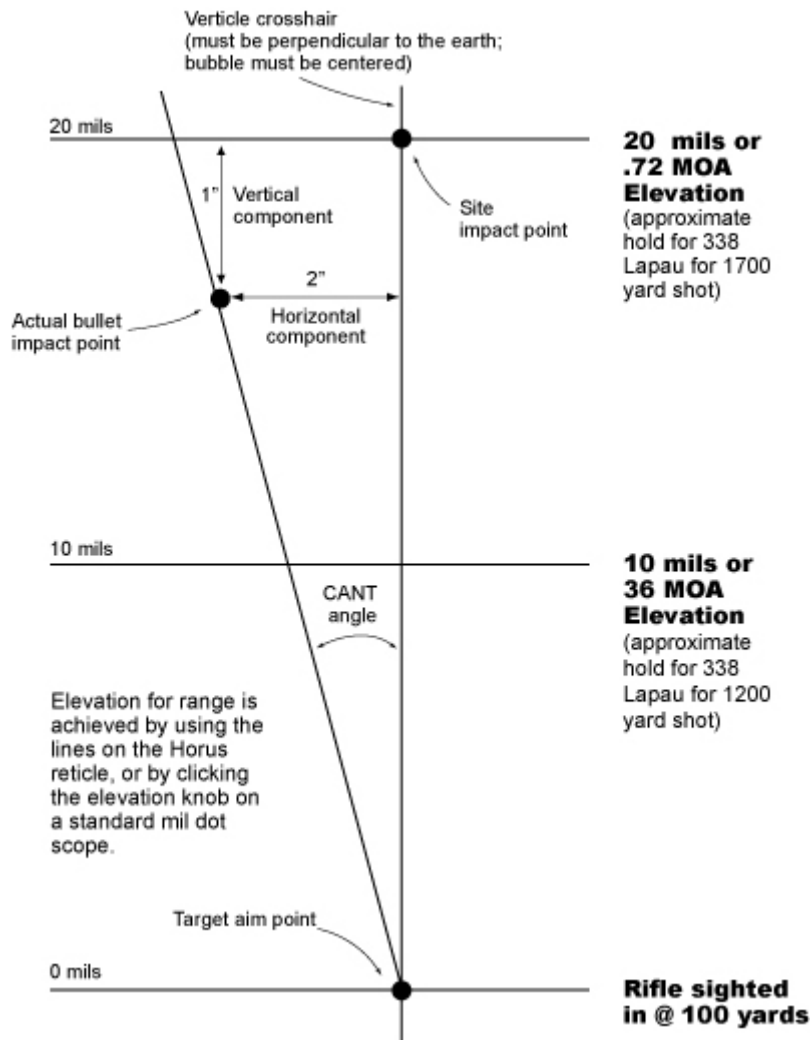 Verticle crosshair
(must be perpendicular to the earth;
bubble must be centered)
20 mils
20 mils or
.72 MOA
Elevation
(approximate
hold for 338
Lapau for 1700
yard shot)
1”
Vertical
component
Site
impact point
2”
Horizontal
component
Actual bullet
impact point
10 mils
10 mils or
36 MOA
Elevation
(approximate
hold for 338
Lapau for 1200
yard shot)
CANT
angle
Elevation for range is
achieved by using the
lines on the Horus
reticle, or by clicking
the elevation knob on
a standard mil dot
scope.
Target aim point
0 mils
Rifle sighted
in @ 100 yards